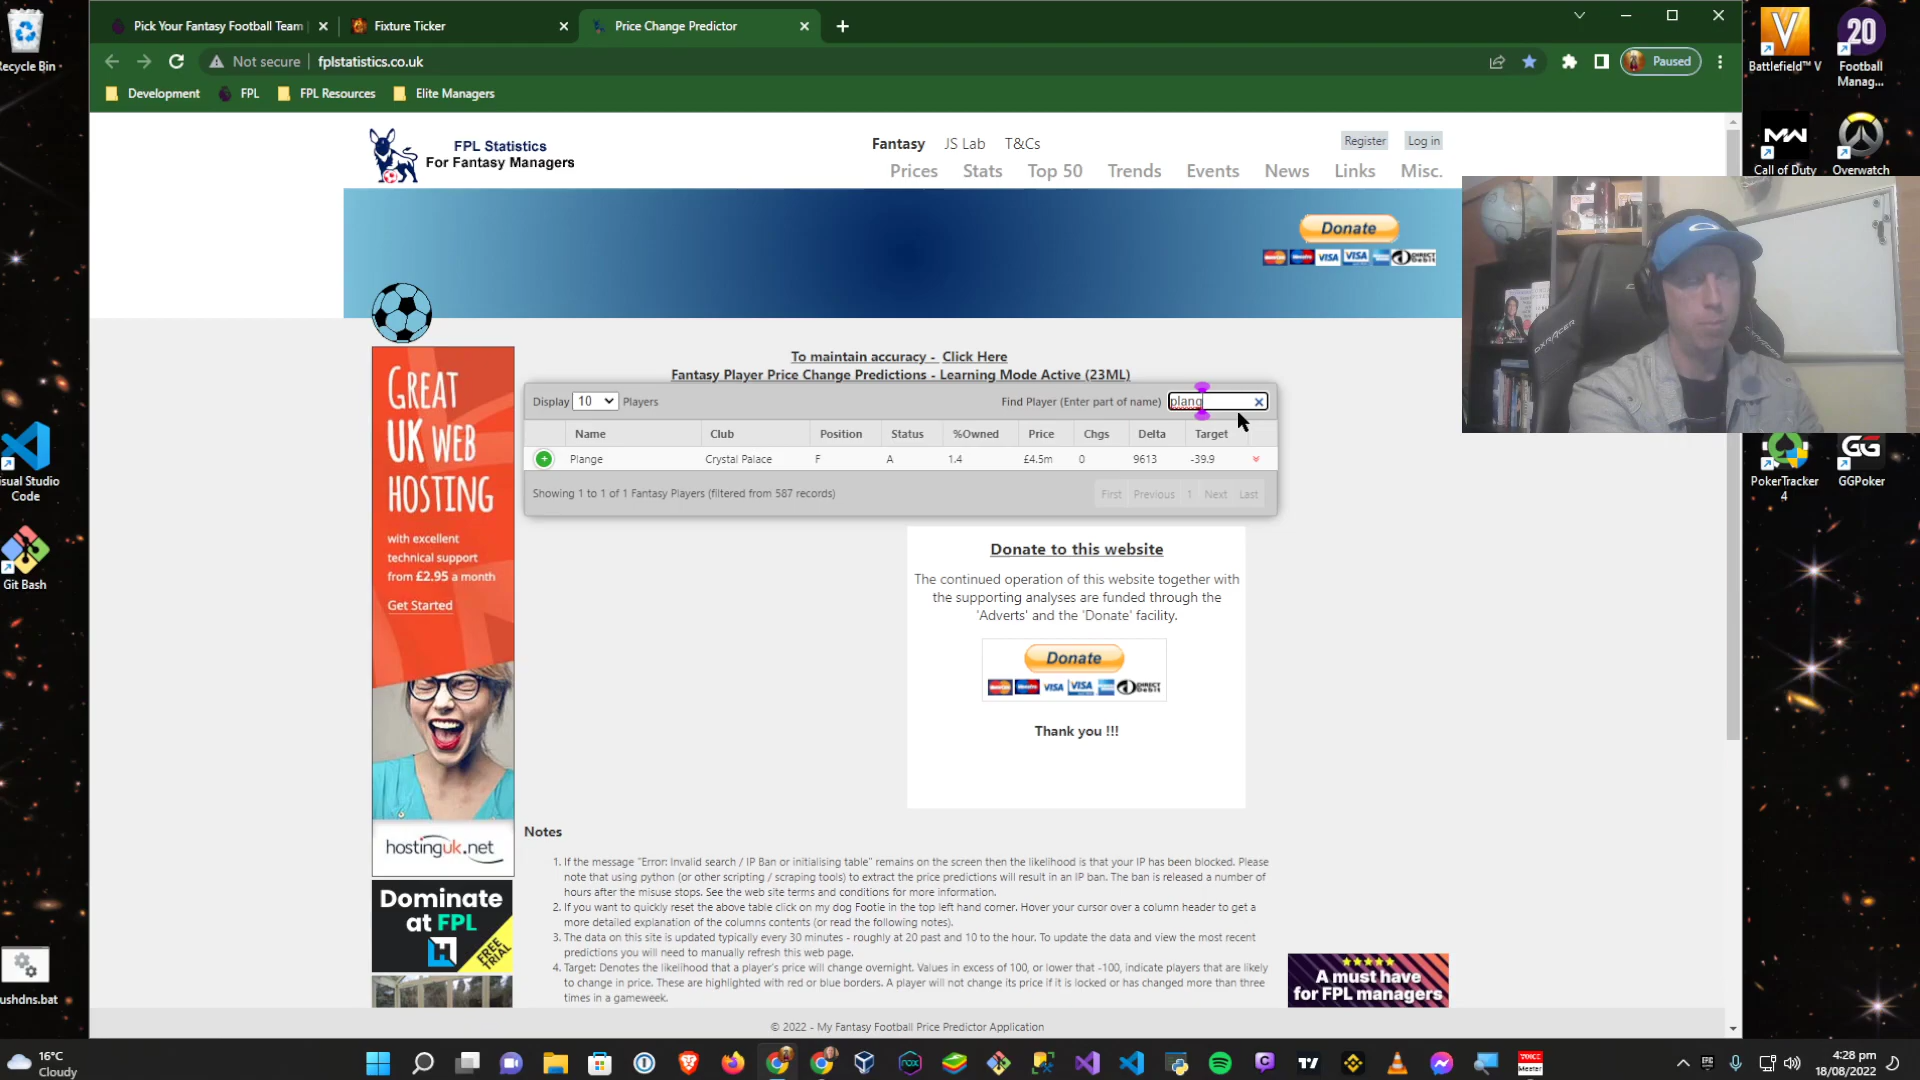 Recycle Bin
Pick Your Fantasy Football Team
Fixture Ticker
Price Change Predictor
Not secure
fplstatistics.co.uk
Paused
Development
FPL
FPL Resources
Elite Managers
Battlefield™ V
Football Manag...
Call of Duty
Overwatch
FPL Statistics
For Fantasy Managers
Fantasy
JS Lab
T&Cs
Register
Log in
Prices
Stats
Top 50
Trends
Events
News
Links
Misc.
Donate
To maintain accuracy - Click Here
Fantasy Player Price Change Predictions - Learning Mode Active (23ML)
Display 10 Players
Find Player (Enter part of name) plang
Name Club Position Status %Owned Price Chgs Delta Target
Plange Crystal Palace F A 1.4 £4.5m 0 9613 -39.9
Showing 1 to 1 of 1 Fantasy Players (filtered from 587 records)
First Previous 1 Next Last
GREAT
UK WEB
HOSTING
with excellent
technical support
from £2.95 a month
Get Started
hostinguk.net
Donate to this website
The continued operation of this website together with
the supporting analyses are funded through the
'Adverts' and the 'Donate' facility.
Donate
Thank you !!!
Notes
1. If the message "Error: Invalid search / IP Ban or initialising table" remains on the screen then the likelihood is that your IP has been blocked. Please
note that using python (or other scripting / scraping tools) to extract the price predictions will result in an IP ban. The ban is released a number of
hours after the misuse stops. See the web site terms and conditions for more information.
2. If you want to quickly reset the above table click on my dog Footie in the top left hand corner. Hover your cursor over a column header to get a
more detailed explanation of the columns contents (or read the following notes).
3. The data on this site is updated typically every 30 minutes - roughly at 20 past and 10 to the hour. To update the data and view the most recent
predictions you will need to manually refresh this web page.
4. Target: Denotes the likelihood that a player's price will change overnight. Values in excess of 100, or lower that -100, indicate players that are likely
to change in price. These are highlighted with red or blue borders. A player will not change its price if it is locked or has changed more than three
times in a gameweek.
Dominate
at FPL
FREE
TRIAL
A must have
for FPL managers
© 2022 - My Fantasy Football Price Predictor Application
isual Studio
Code
Git Bash
ushdns.bat
PokerTracker
4
GGPoker
DXRACER
16°C
Cloudy
4:28 pm
18/08/2022